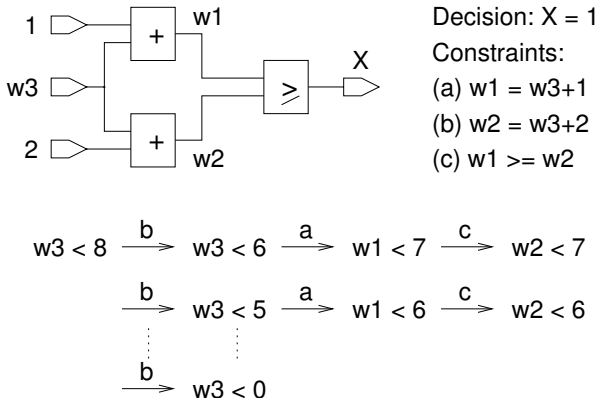 1
+
w1
w3
≥
X
2
+
w2
Decision: X = 1
Constraints:
(a) w1 = w3+1
(b) w2 = w3+2
(c) w1 >= w2
w3 < 8 b w3 < 6 a w1 < 7 c w2 < 7
b w3 < 5 a w1 < 6 c w2 < 6
b w3 < 0